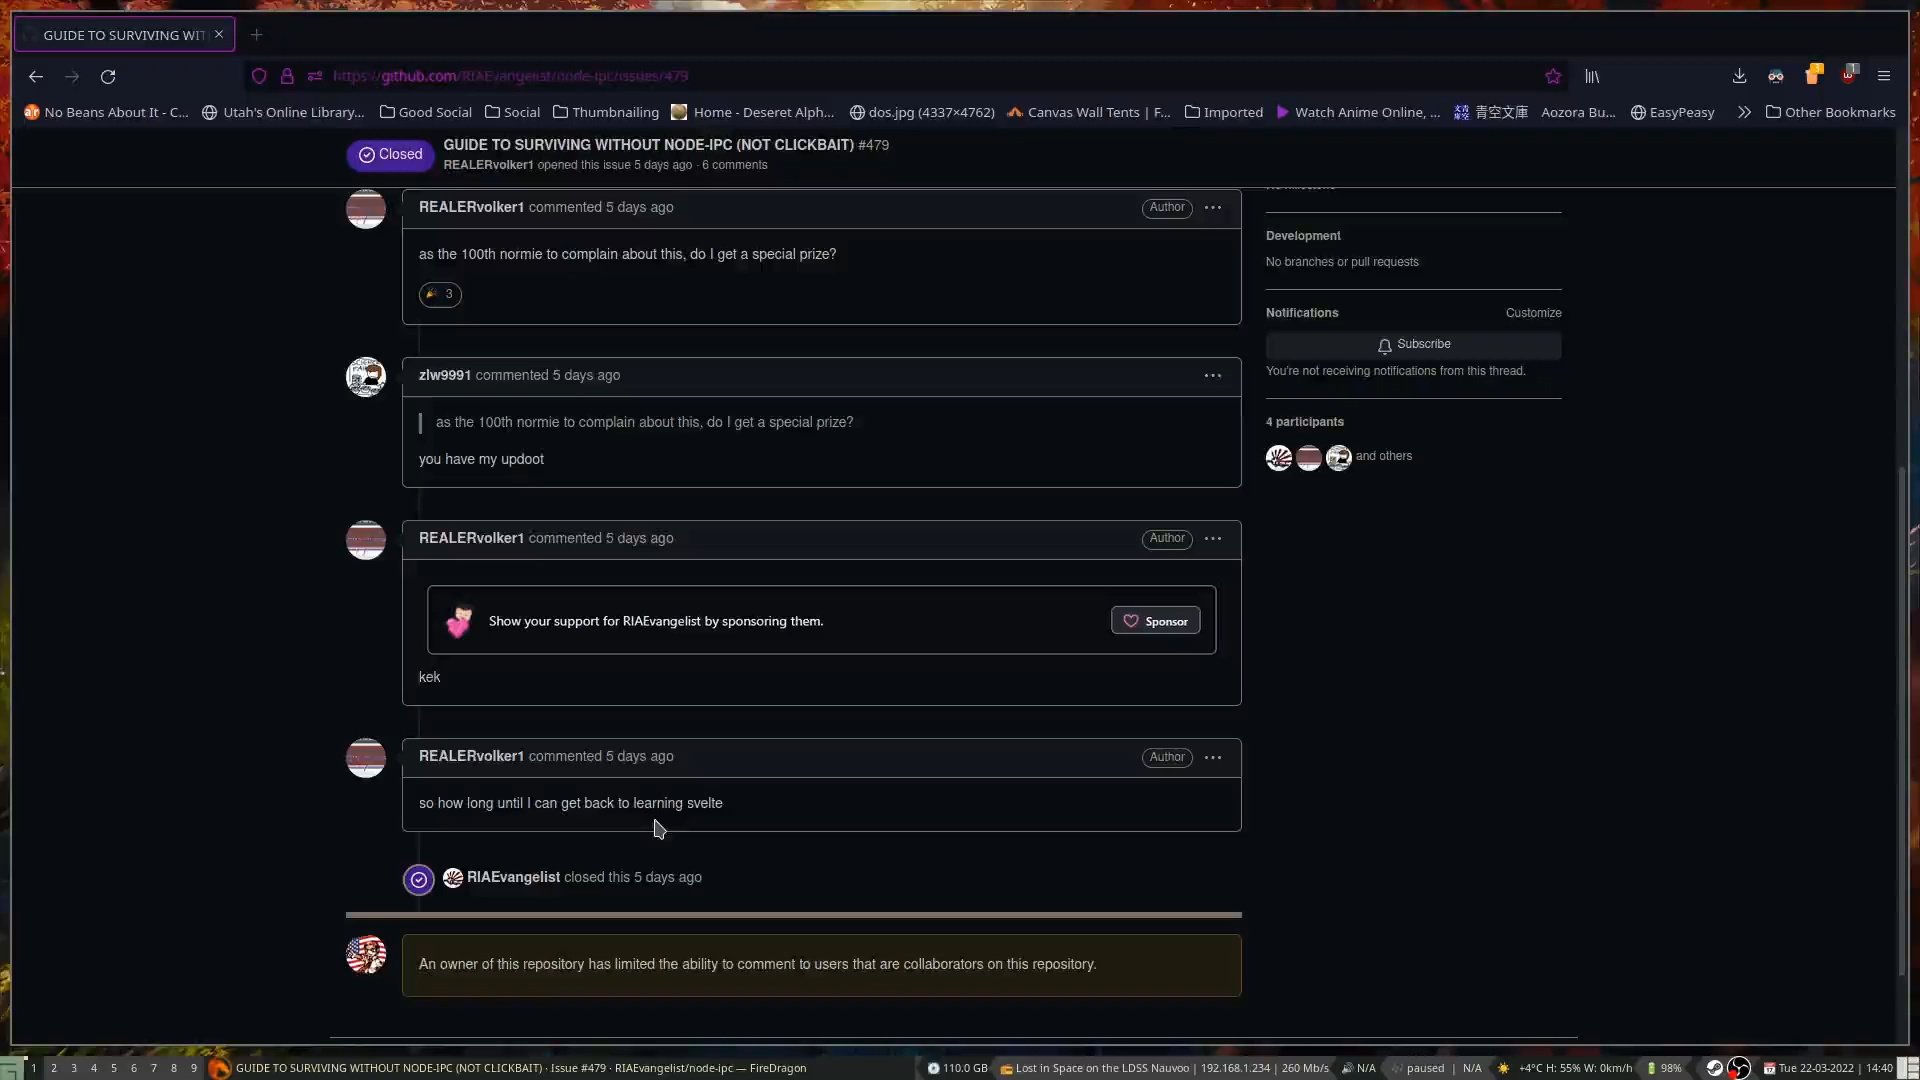 GUIDE TO SURVIVING WIT
https://github.com/RIAEvangelist/node-ipc/issues/479
No Beans About It - C... Utah's Online Library... Good Social Social Thumbnailing Home - Deseret Alph... dos.jpg (4337×4762) Canvas Wall Tents | F... Imported Watch Anime Online, ... 青空文庫 Aozora Bu... EasyPeasy Other Bookmarks
Closed
GUIDE TO SURVIVING WITHOUT NODE-IPC (NOT CLICKBAIT) #479
REALERvolker1 opened this issue 5 days ago · 6 comments
REALERvolker1 commented 5 days ago
Author
as the 100th normie to complain about this, do I get a special prize?
3
zlw9991 commented 5 days ago
as the 100th normie to complain about this, do I get a special prize?
you have my updoot
REALERvolker1 commented 5 days ago
Author
Show your support for RIAEvangelist by sponsoring them.
Sponsor
kek
REALERvolker1 commented 5 days ago
Author
so how long until I can get back to learning svelte
RIAEvangelist closed this 5 days ago
An owner of this repository has limited the ability to comment to users that are collaborators on this repository.
Development
No branches or pull requests
Notifications
Customize
Subscribe
You're not receiving notifications from this thread.
4 participants
and others
1 2 3 4 5 6 7 8 9 GUIDE TO SURVIVING WITHOUT NODE-IPC (NOT CLICKBAIT) · Issue #479 · RIAEvangelist/node-ipc — FireDragon 110.0 GB Lost in Space on the LDSS Nauvoo | 192.168.1.234 | 260 Mb/s N/A paused | N/A +4°C H: 55% W: 0km/h 98% Tue 22-03-2022 | 14:40